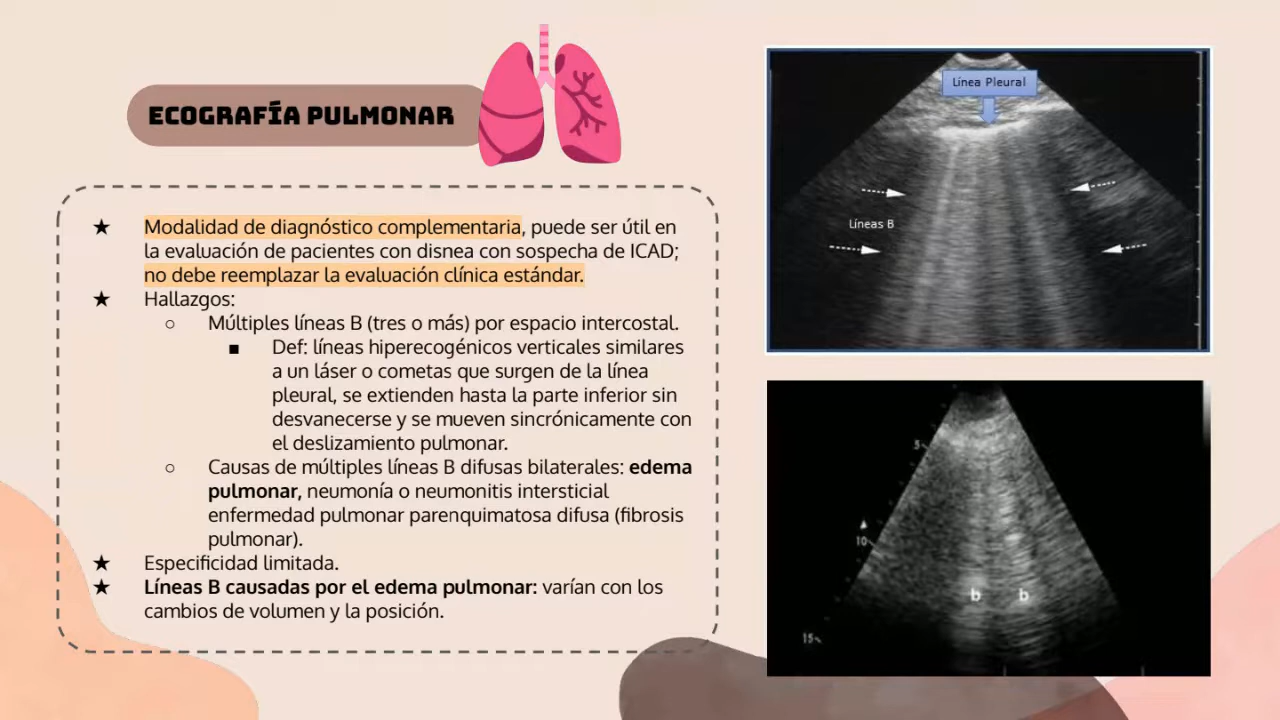 ECOGRAFÍA PULMONAR
★ Modalidad de diagnóstico complementaria, puede ser útil en
la evaluación de pacientes con disnea con sospecha de ICAD;
no debe reemplazar la evaluación clínica estándar.
★ Hallazgos:
○ Múltiples líneas B (tres o más) por espacio intercostal.
■ Def: líneas hiperecogénicos verticales similares
a un láser o cometas que surgen de la línea
pleural, se extienden hasta la parte inferior sin
desvanecerse y se mueven sincrónicamente con
el deslizamiento pulmonar.
○ Causas de múltiples líneas B difusas bilaterales: edema
pulmonar, neumonía o neumonitis intersticial
enfermedad pulmonar parenquimatosa difusa (fibrosis
pulmonar).
★ Especificidad limitada.
★ Líneas B causadas por el edema pulmonar: varían con los
cambios de volumen y la posición.
Línea Pleural
Líneas B
5
10
b b
15